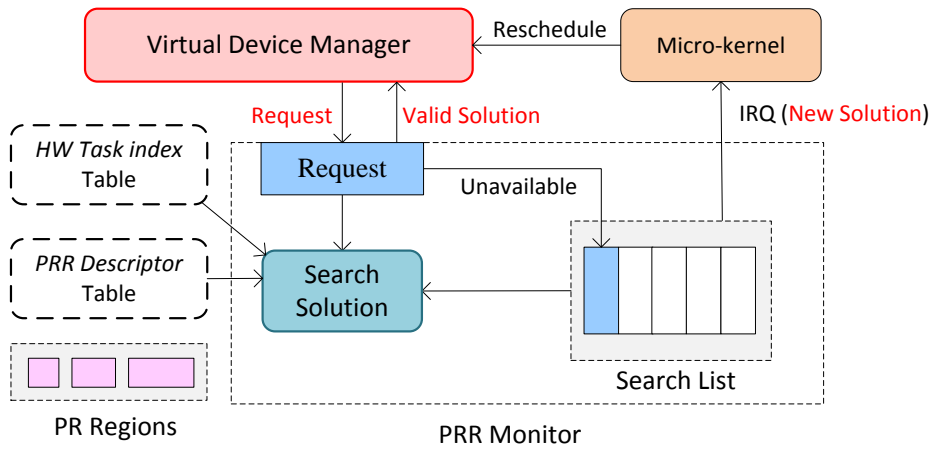 Virtual Device Manager
Reschedule
Micro-kernel
Request
Valid Solution
IRQ (New Solution)
HW Task index
Table
Request
Unavailable
PRR Descriptor
Table
Search
Solution
Search List
PR Regions
PRR Monitor